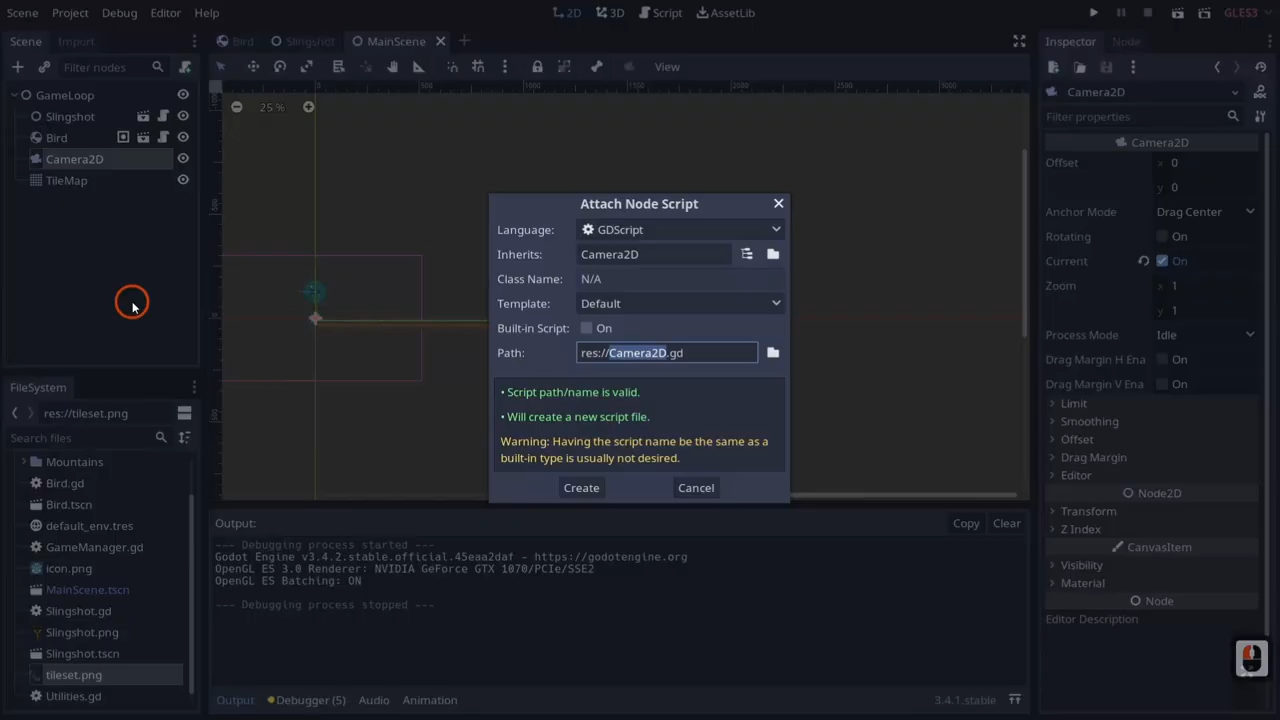 Scene Project Debug Editor Help
2D 3D Script AssetLib
GLES3
Scene Import
Bird Slingshot MainScene
Inspector Node
Filter nodes
View
GameLoop
Slingshot
Bird
Camera2D
TileMap
25 %
0 500 1000 1500 2000 2500 3000
Attach Node Script
Language: GDScript
Inherits: Camera2D
Class Name: N/A
Template: Default
Built-in Script: On
Path: res://Camera2D.gd
• Script path/name is valid.
• Will create a new script file.
Warning: Having the script name be the same as a
built-in type is usually not desired.
Create Cancel
Camera2D
Filter properties
Camera2D
Offset x 0
y 0
Anchor Mode Drag Center
Rotating On
Current On
Zoom x 1
y 1
Process Mode Idle
Drag Margin H Ena On
Drag Margin V Ena On
Limit
Smoothing
Offset
Drag Margin
Editor
Node2D
Transform
Z Index
CanvasItem
Visibility
Material
Node
Editor Description
FileSystem
res://tileset.png
Search files
Mountains
Bird.gd
Bird.tscn
default_env.tres
GameManager.gd
icon.png
MainScene.tscn
Slingshot.gd
Slingshot.png
Slingshot.tscn
tileset.png
Utilities.gd
Output: Copy Clear
--- Debugging process started ---
Godot Engine v3.4.2.stable.official.45eaa2daf - https://godotengine.org
OpenGL ES 3.0 Renderer: NVIDIA GeForce GTX 1070/PCIe/SSE2
OpenGL ES Batching: ON
--- Debugging process stopped ---
Output Debugger (5) Audio Animation 3.4.1.stable